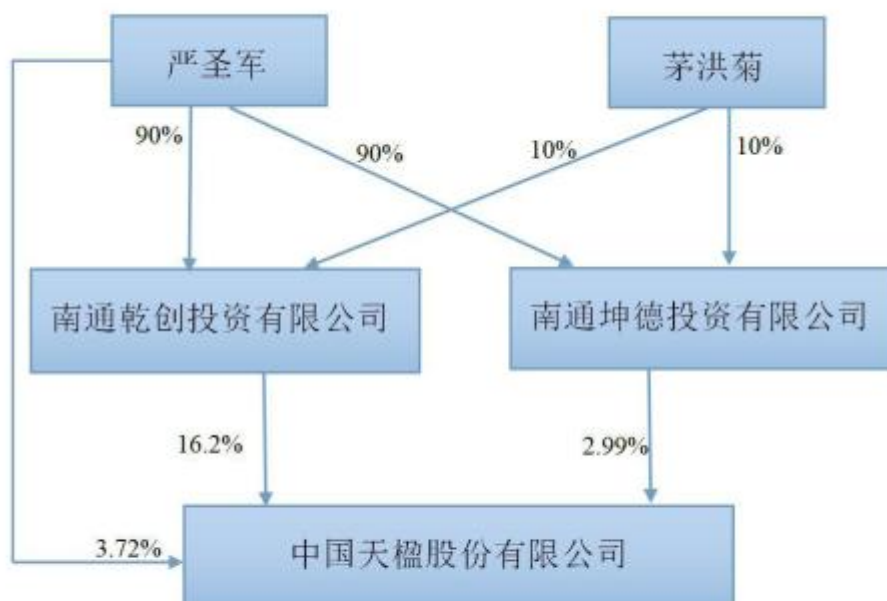 严圣军
茅洪菊
90%
90%
10%
10%
南通乾创投资有限公司
南通坤德投资有限公司
16.2%
2.99%
3.72%
中国天楹股份有限公司